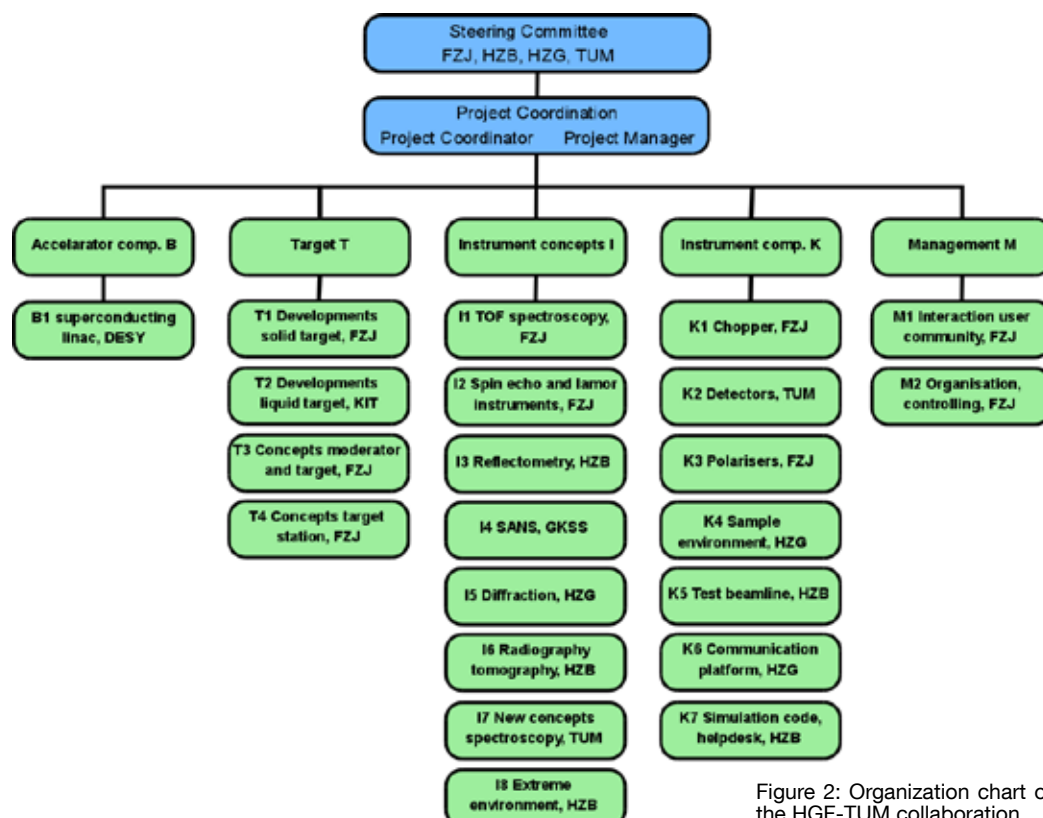 Steering Committee
FZJ, HZB, HZG, TUM
Project Coordination
Project Coordinator Project Manager
Accelarator comp. B
Target T
Instrument concepts I
Instrument comp. K
Management M
B1 superconducting
linac, DESY
T1 Developments
solid target, FZJ
T2 Developments
liquid target, KIT
T3 Concepts moderator
and target, FZJ
T4 Concepts target
station, FZJ
I1 TOF spectroscopy,
FZJ
I2 Spin echo and lamor
instruments, FZJ
I3 Reflectometry, HZB
I4 SANS, GKSS
I5 Diffraction, HZG
I6 Radiography
tomography, HZB
I7 New concepts
spectroscopy, TUM
I8 Extreme
environment, HZB
K1 Chopper, FZJ
K2 Detectors, TUM
K3 Polarisers, FZJ
K4 Sample
environment, HZG
K5 Test beamline, HZB
K6 Communication
platform, HZG
K7 Simulation code,
helpdesk, HZB
M1 Interaction user
community, FZJ
M2 Organisation,
controlling, FZJ
Figure 2: Organization chart o
the HGF-TUM collaboration